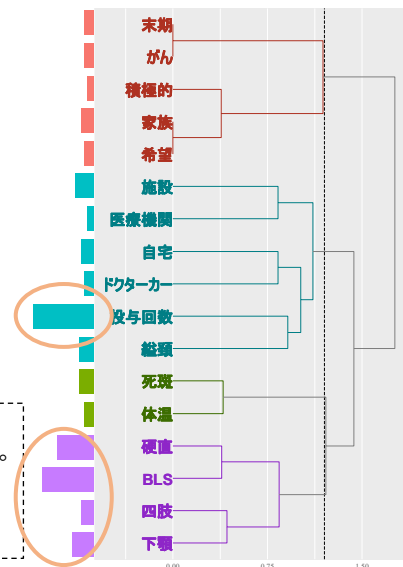 末期
がん
積極的
家族
希望
施設
医療機関
自宅
ドクターカー
投与回数
総頸
死斑
体温
硬直
BLS
四肢
下顎
。
0.00 0.75 1.50